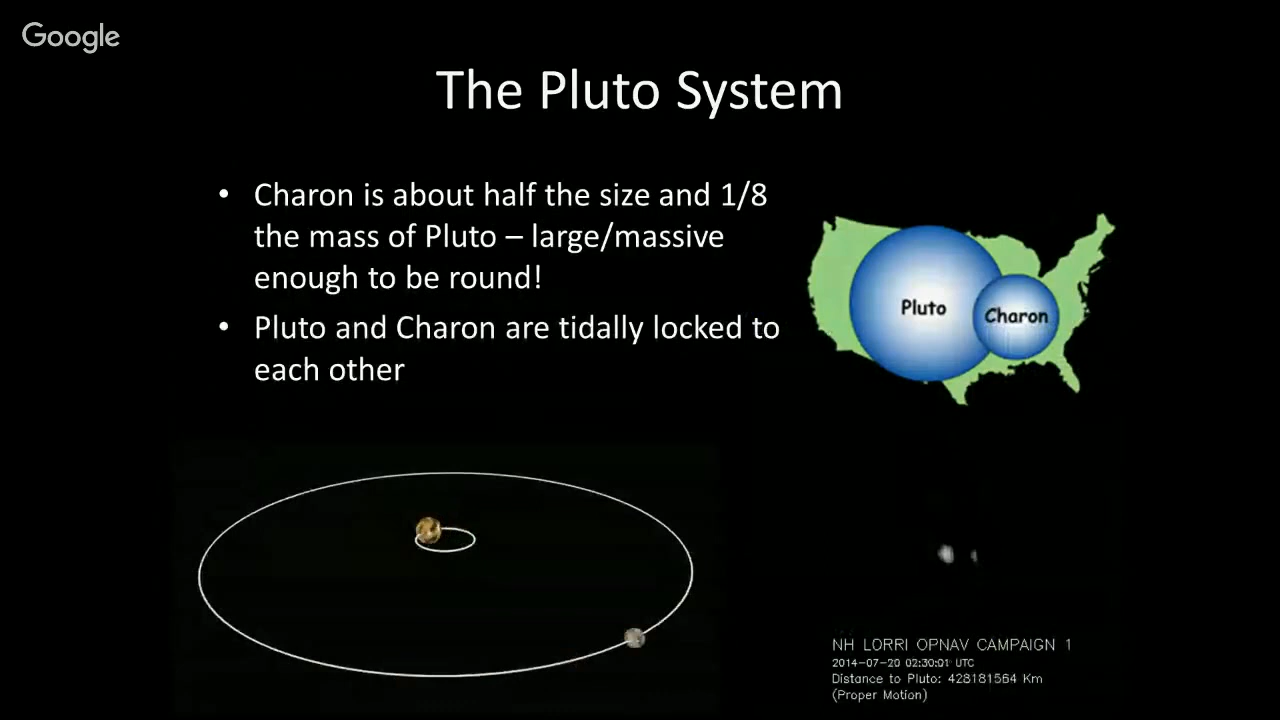 Google
The Pluto System
• Charon is about half the size and 1/8
the mass of Pluto – large/massive
enough to be round!
• Pluto and Charon are tidally locked to
each other
Pluto
Charon
NH LORRI OPNAV CAMPAIGN 1
2014-07-20 02:30:01 UTC
Distance to Pluto: 428181564 Km
(Proper Motion)